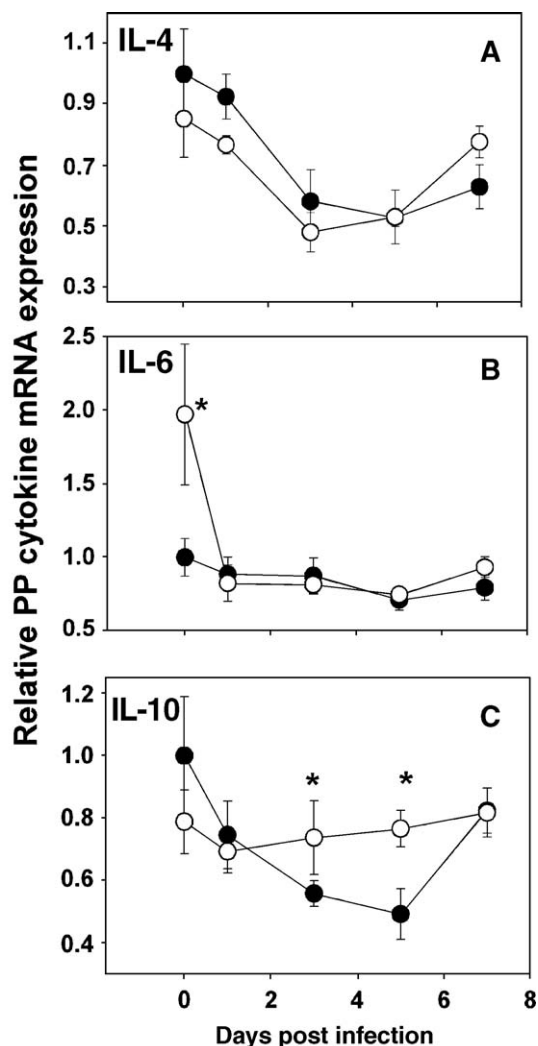 Relative PP cytokine mRNA expression
IL-4
A
1.1
0.9
0.7
0.5
0.3
IL-6
B
2.5
2.0
1.5
1.0
0.5
*
IL-10
C
1.2
1.0
0.8
0.6
0.4
* *
0 2 4 6 8
Days post infection